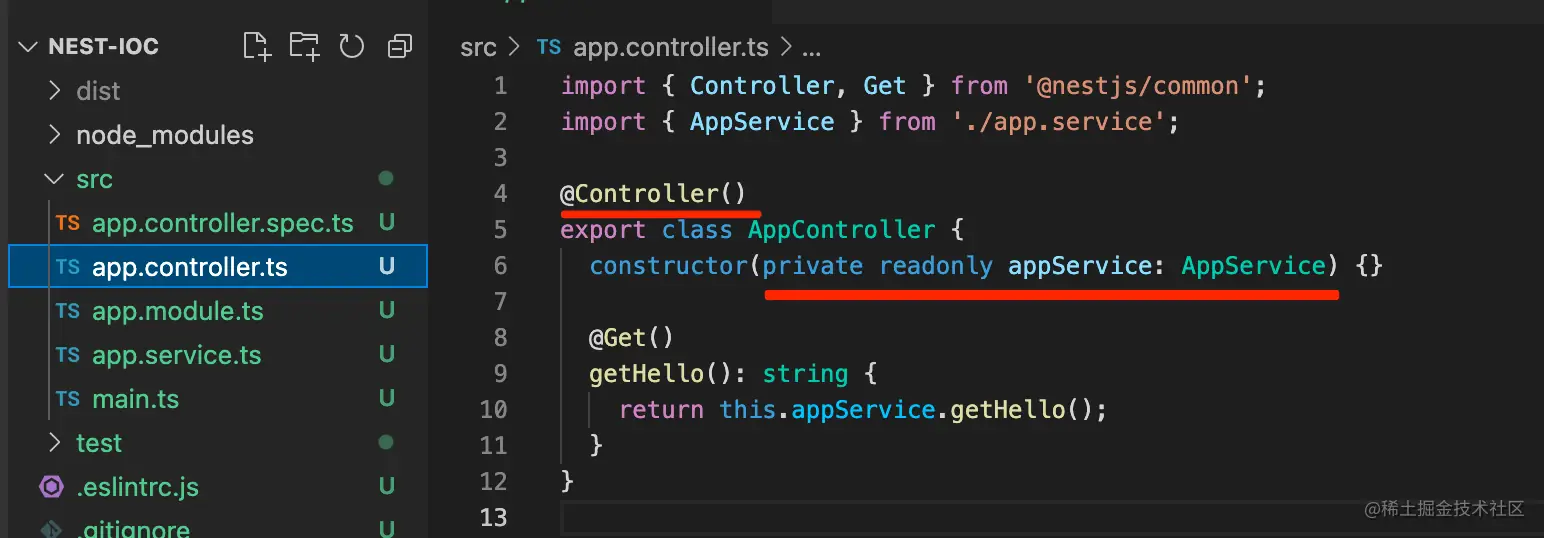 NEST-IOC
dist
node_modules
src
TS app.controller.spec.ts U
TS app.controller.ts U
TS app.module.ts U
TS app.service.ts U
TS main.ts U
test
.eslintrc.js U
.gitignore U
src > TS app.controller.ts > ...
1 import { Controller, Get } from '@nestjs/common';
2 import { AppService } from './app.service';
3
4 @Controller()
5 export class AppController {
6 constructor(private readonly appService: AppService) {}
7
8 @Get()
9 getHello(): string {
10 return this.appService.getHello();
11 }
12 }
13
@稀土掘金技术社区